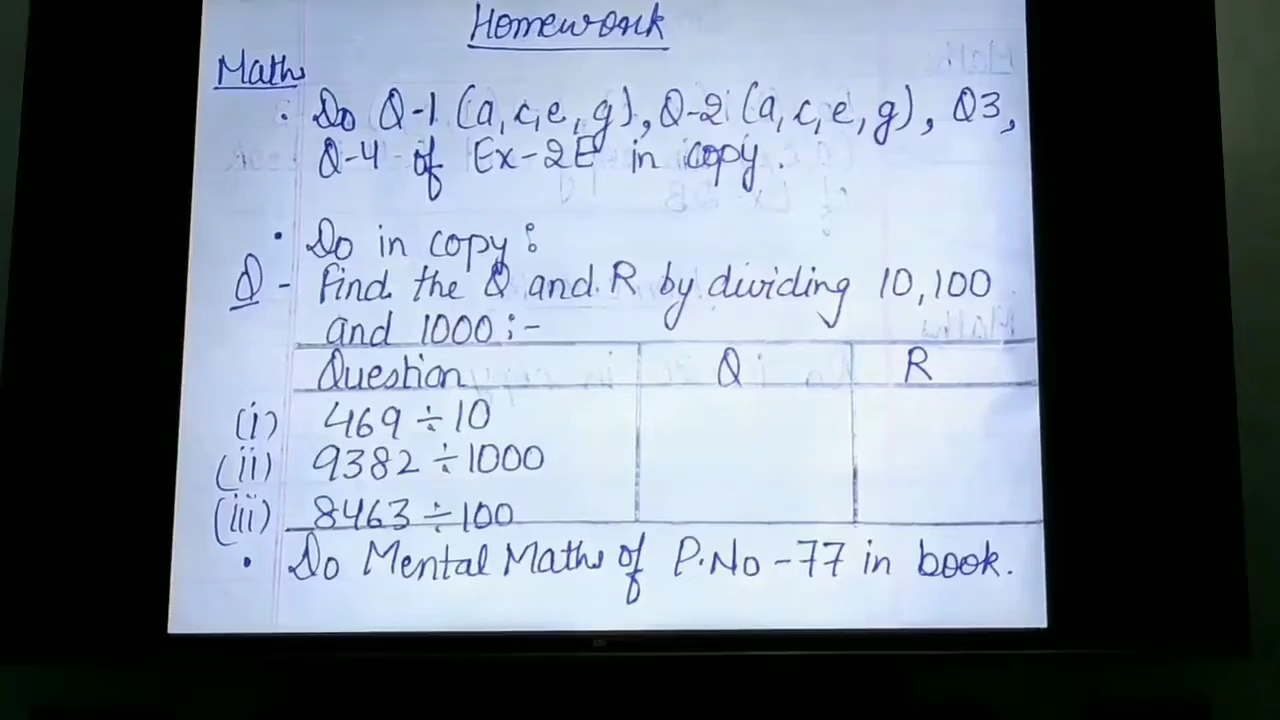 Homework
Maths
• Do Q-1 (a, c, e, g), Q-2 (a, c, e, g), Q3,
Q-4 of Ex-2E in copy.
• Do in copy:
Q - Find the Q and R by dividing 10, 100
and 1000 :-
Question Q R
(i) 469 ÷ 10
(ii) 9382 ÷ 1000
(iii) 8463 ÷ 100
• Do Mental Maths of P.No - 77 in book.